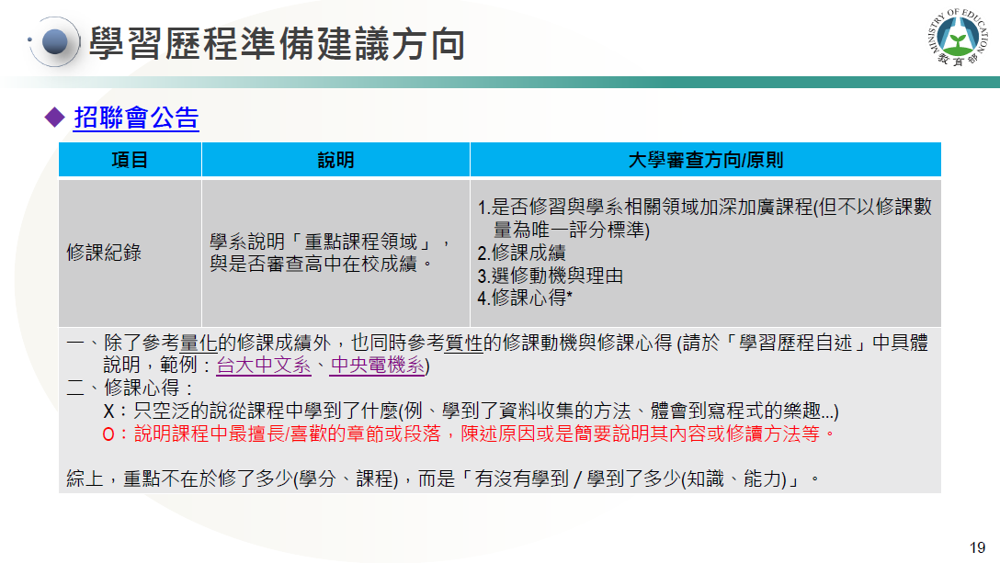 學習歷程準備建議方向
MINISTRY OF EDUCATION
教育部
招聯會公告
項目
說明
大學審查方向/原則
修課紀錄
學系說明「重點課程領域」，
與是否審查高中在校成績。
1.是否修習與學系相關領域加深加廣課程(但不以修課數
量為唯一評分標準)
2.修課成績
3.選修動機與理由
4.修課心得*
一、除了參考量化的修課成績外，也同時參考質性的修課動機與修課心得 (請於「學習歷程自述」中具體
說明，範例：台大中文系、中央電機系)
二、修課心得：
X：只空泛的說從課程中學到了什麼(例、學到了資料收集的方法、體會到寫程式的樂趣...)
O：說明課程中最擅長/喜歡的章節或段落，陳述原因或是簡要說明其內容或修讀方法等。
綜上，重點不在於修了多少(學分、課程)，而是「有沒有學到 / 學到了多少(知識、能力)」。
19